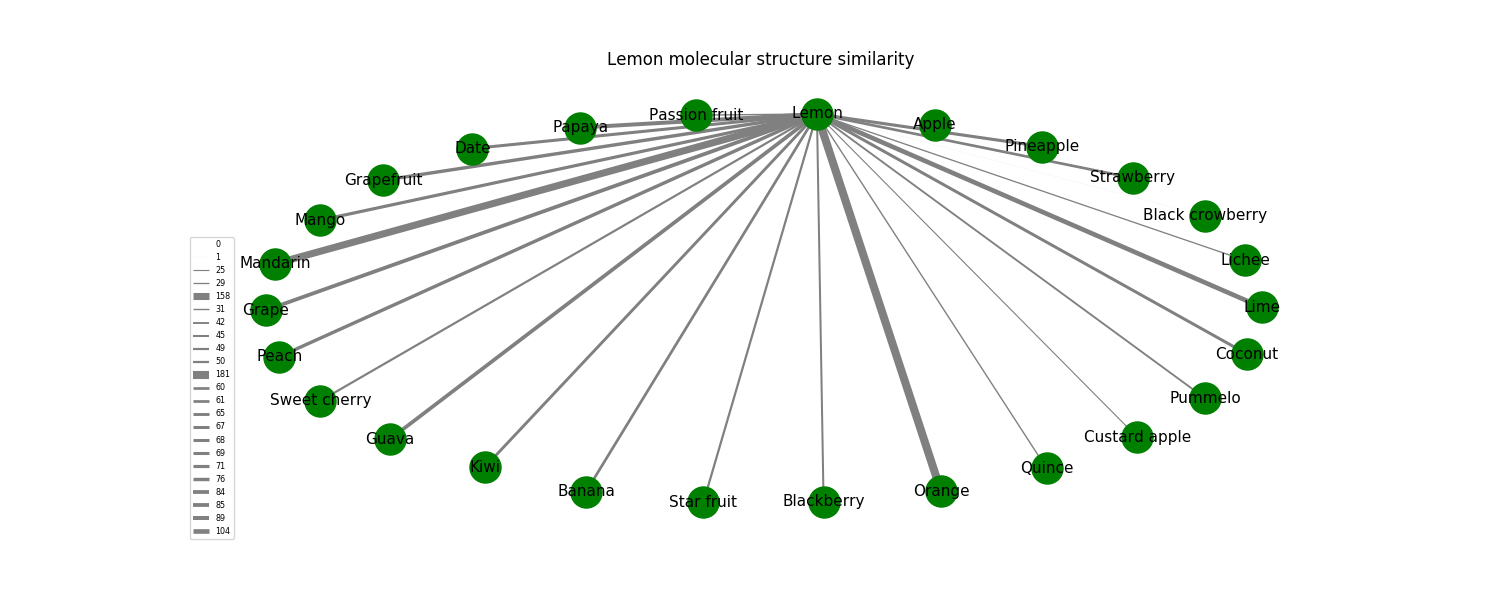 Lemon molecular structure similarity
Passion fruit
Lemon
Papaya
Apple
Date
Pineapple
Grapefruit
Strawberry
Mango
Black crowberry
Mandarin
Lichee
Grape
Lime
Peach
Coconut
Sweet cherry
Pummelo
Guava
Custard apple
Kiwi
Quince
Banana
Orange
Star fruit
Blackberry
0
1
25
29
158
31
42
45
49
50
181
60
61
65
67
68
69
71
76
84
85
89
104